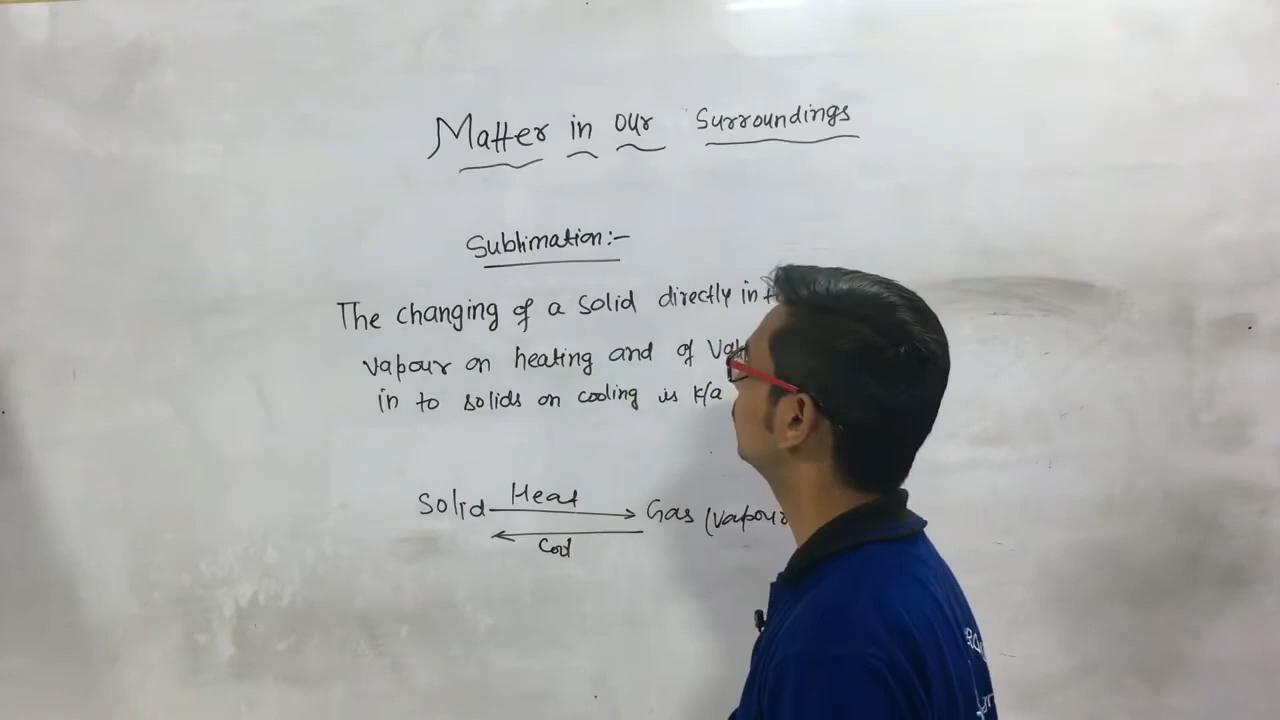 Matter in our Surroundings
Sublimation:-
The changing of a solid directly in
vapour on heating and of
in to solids on cooling is K/a
Solid Heat Gas (vapour
Cool